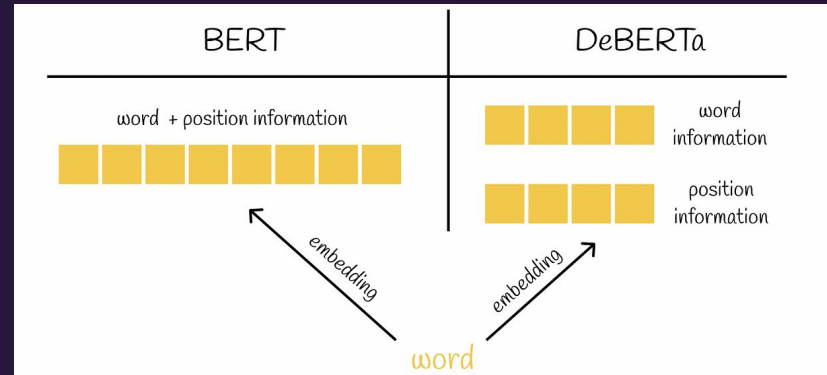 BERT
DeBERTa
word + position information
word
information
position
information
embedding
embedding
word